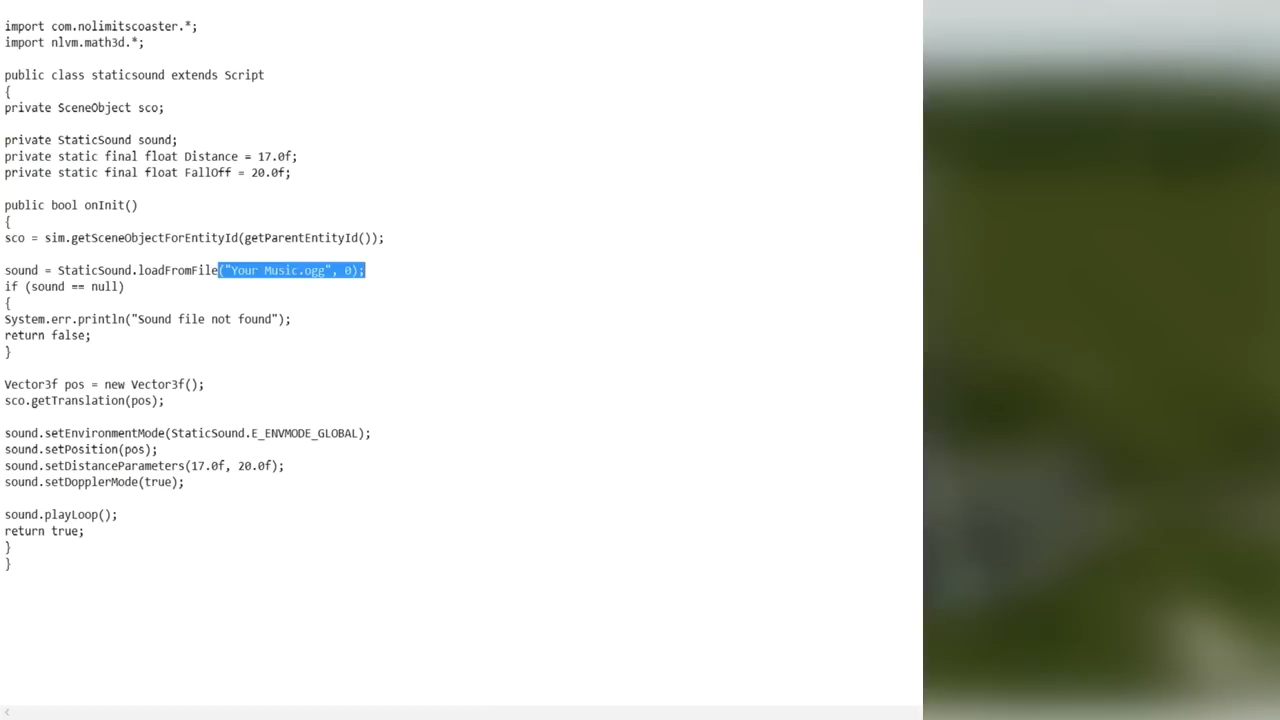 import com.nolimitscoaster.*;
import nlvm.math3d.*;
public class staticsound extends Script
{
private SceneObject sco;
private StaticSound sound;
private static final float Distance = 17.0f;
private static final float FallOff = 20.0f;
public bool onInit()
{
sco = sim.getSceneObjectForEntityId(getParentEntityId());
sound = StaticSound.loadFromFile("Your Music.ogg", 0);
if (sound == null)
{
System.err.println("Sound file not found");
return false;
}
Vector3f pos = new Vector3f();
sco.getTranslation(pos);
sound.setEnvironmentMode(StaticSound.E_ENVMODE_GLOBAL);
sound.setPosition(pos);
sound.setDistanceParameters(17.0f, 20.0f);
sound.setDopplerMode(true);
sound.playLoop();
return true;
}
}